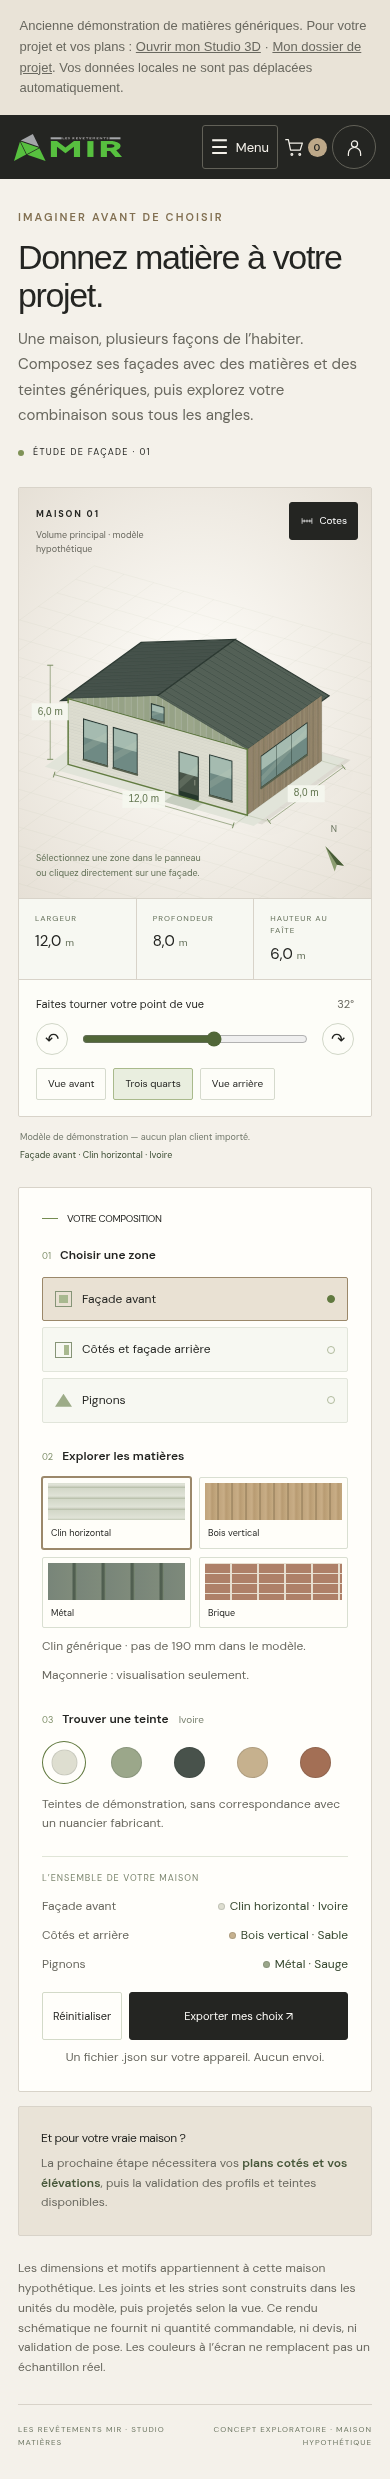 Ancienne démonstration de matières génériques. Pour votre
projet et vos plans : Ouvrir mon Studio 3D · Mon dossier de
projet. Vos données locales ne sont pas déplacées
automatiquement.
LES REVÊTEMENTS
MIR
☰ Menu
0
IMAGINER AVANT DE CHOISIR
Donnez matière à votre
projet.
Une maison, plusieurs façons de l’habiter.
Composez ses façades avec des matières et des
teintes génériques, puis explorez votre
combinaison sous tous les angles.
ÉTUDE DE FAÇADE · 01
MAISON 01
Volume principal · modèle
hypothétique
Cotes
6,0 m
12,0 m
8,0 m
N
Sélectionnez une zone dans le panneau
ou cliquez directement sur une façade.
LARGEUR
12,0 m
PROFONDEUR
8,0 m
HAUTEUR AU
FAÎTE
6,0 m
Faites tourner votre point de vue
32°
↶
↷
Vue avant
Trois quarts
Vue arrière
Modèle de démonstration — aucun plan client importé.
Façade avant · Clin horizontal · Ivoire
VOTRE COMPOSITION
01 Choisir une zone
Façade avant
Côtés et façade arrière
Pignons
02 Explorer les matières
Clin horizontal
Bois vertical
Métal
Brique
Clin générique · pas de 190 mm dans le modèle.
Maçonnerie : visualisation seulement.
03 Trouver une teinte Ivoire
Teintes de démonstration, sans correspondance avec
un nuancier fabricant.
L’ENSEMBLE DE VOTRE MAISON
Façade avant
Clin horizontal · Ivoire
Côtés et arrière
Bois vertical · Sable
Pignons
Métal · Sauge
Réinitialiser
Exporter mes choix ↗
Un fichier .json sur votre appareil. Aucun envoi.
Et pour votre vraie maison ?
La prochaine étape nécessitera vos plans cotés et vos
élévations, puis la validation des profils et teintes
disponibles.
Les dimensions et motifs appartiennent à cette maison
hypothétique. Les joints et les stries sont construits dans les
unités du modèle, puis projetés selon la vue. Ce rendu
schématique ne fournit ni quantité commandable, ni devis, ni
validation de pose. Les couleurs à l’écran ne remplacent pas un
échantillon réel.
LES REVÊTEMENTS MIR · STUDIO
MATIÈRES
CONCEPT EXPLORATOIRE · MAISON
HYPOTHÉTIQUE